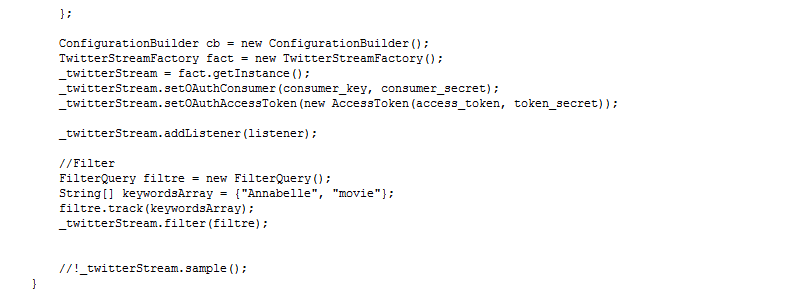 };
ConfigurationBuilder cb = new ConfigurationBuilder();
TwitterStreamFactory fact = new TwitterStreamFactory();
_twitterStream = fact.getInstance();
_twitterStream.setOAuthConsumer(consumer_key, consumer_secret);
_twitterStream.setOAuthAccessToken(new AccessToken(access_token, token_secret));
_twitterStream.addListener(listener);
//Filter
FilterQuery filtre = new FilterQuery();
String[] keywordsArray = {"Annabelle", "movie"};
filtre.track(keywordsArray);
_twitterStream.filter(filtre);
//!_twitterStream.sample();
}